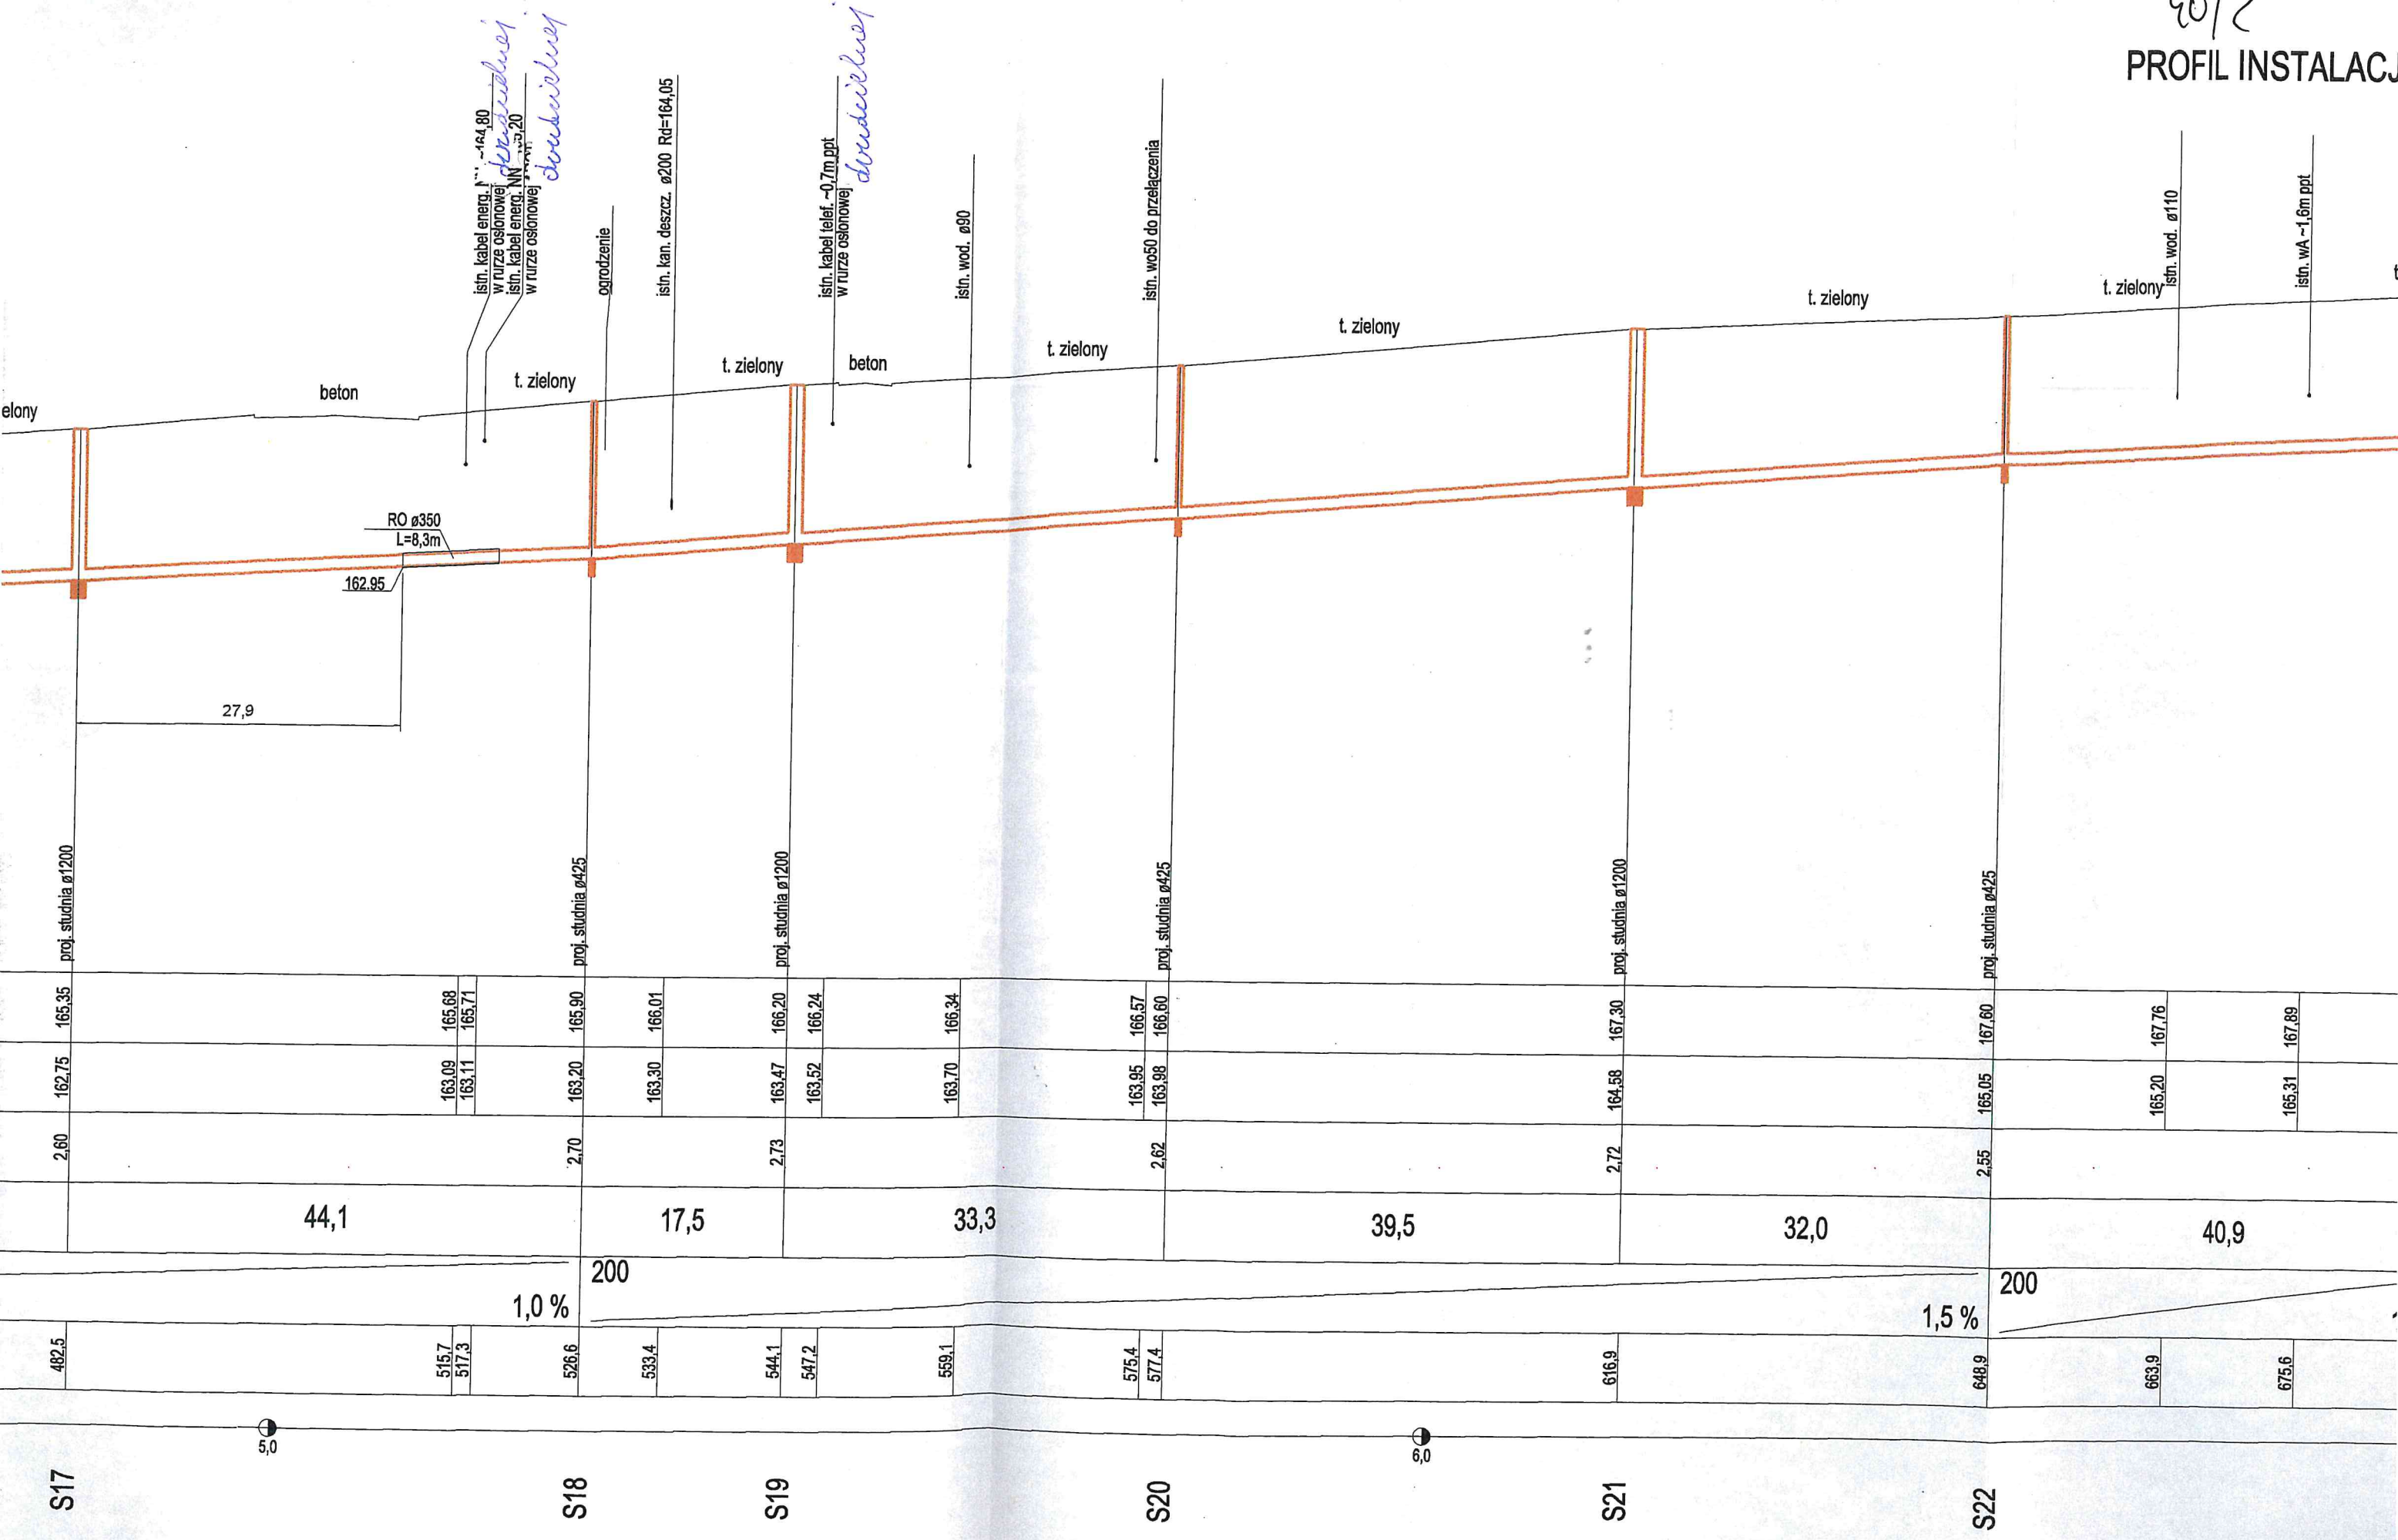 PROFIL INSTALACJ
istn. kabel energ. ~164,80
w rurze osłonowej
istn. kabel energ. NN
w rurze osłonowej
dwudzielnej
dwudzielnej
ogrodzenie
istn. kan. deszcz. ø200 Rd=164,05
istn. kabel telef. ~0,7m ppt
w rurze osłonowej
dwudzielnej
istn. wod. ø90
istn. wo50 do przełączenia
istn. wod. ø110
istn. wA ~1,6m ppt
elony
beton
t. zielony
t. zielony
beton
t. zielony
t. zielony
t. zielony
t. zielony
RO ø350
L=8,3m
162.95
27,9
proj. studnia ø1200
proj. studnia ø425
proj. studnia ø1200
proj. studnia ø425
proj. studnia ø1200
proj. studnia ø425
165,35 165,68 165,71 165,90 166,01 166,20 166,24 166,34 166,57 166,60 167,30 167,60 167,76 167,89
162,75 163,09 163,11 163,20 163,30 163,47 163,52 163,70 163,95 163,98 164,58 165,05 165,20 165,31
2,60 2,70 2,73 2,62 2,72 2,55
44,1 17,5 33,3 39,5 32,0 40,9
200 200
1,0 % 1,5 %
482,5 515,7 517,3 526,6 533,4 544,1 547,2 559,1 575,4 577,4 616,9 648,9 663,9 675,6
5,0 6,0
S17 S18 S19 S20 S21 S22